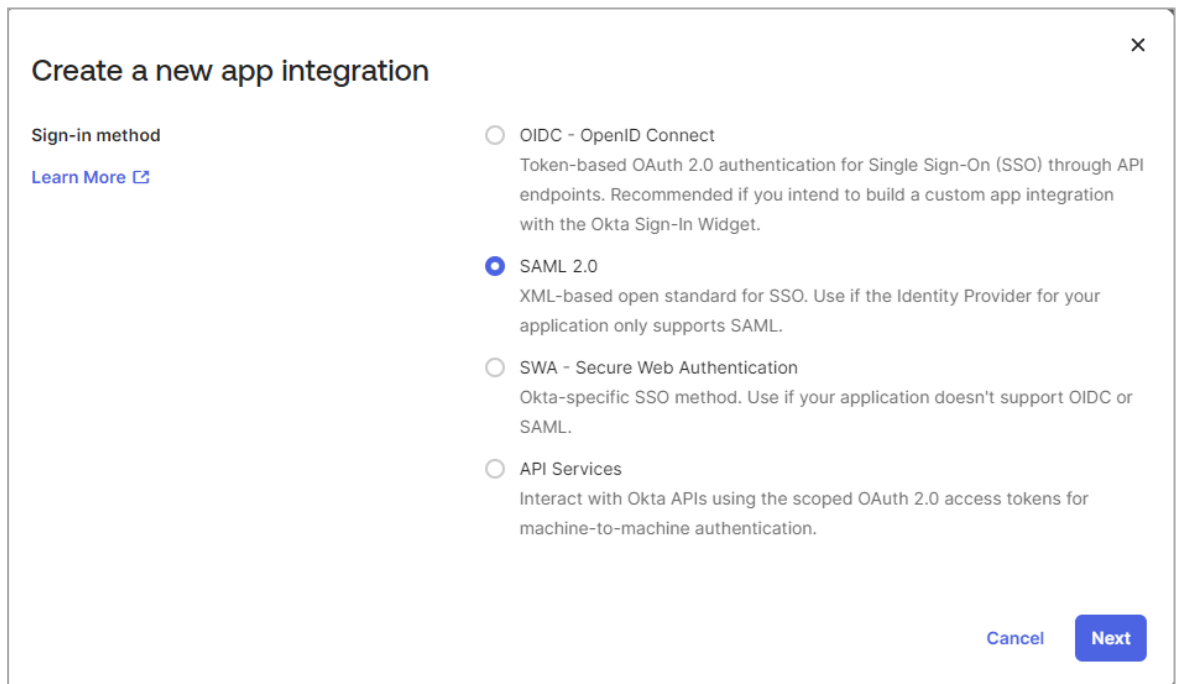 Create a new app integration
Sign-in method
Learn More
OIDC - OpenID Connect
Token-based OAuth 2.0 authentication for Single Sign-On (SSO) through API
endpoints. Recommended if you intend to build a custom app integration
with the Okta Sign-In Widget.
SAML 2.0
XML-based open standard for SSO. Use if the Identity Provider for your
application only supports SAML.
SWA - Secure Web Authentication
Okta-specific SSO method. Use if your application doesn't support OIDC or
SAML.
API Services
Interact with Okta APIs using the scoped OAuth 2.0 access tokens for
machine-to-machine authentication.
Cancel
Next